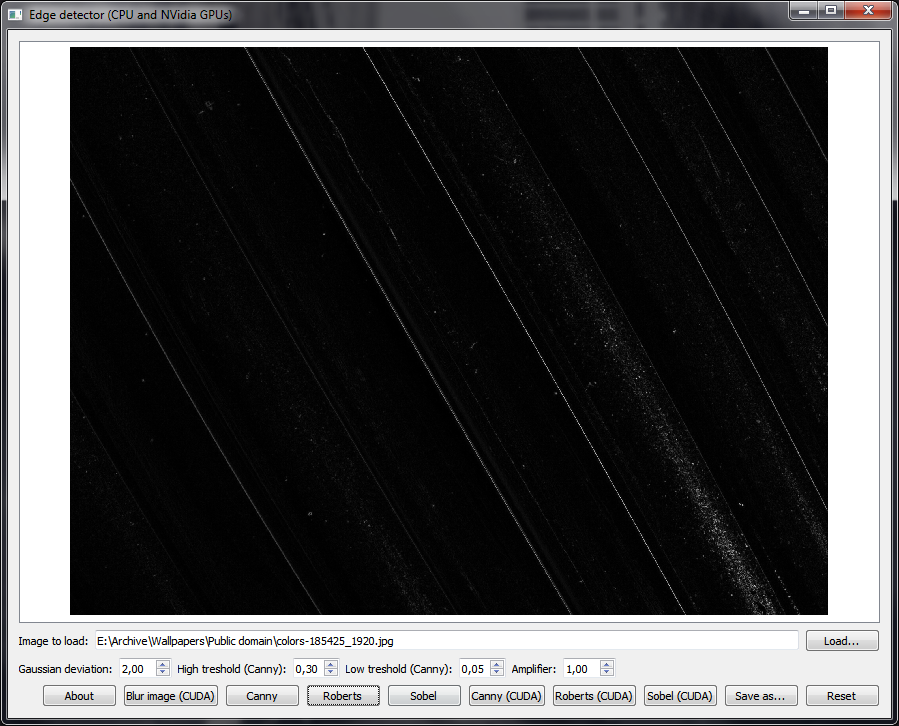 Edge detector (CPU and NVidia GPUs)
Image to load: E:\Archive\Wallpapers\Public domain\colors-185425_1920.jpg Load...
Gaussian deviation: 2,00 High treshold (Canny): 0,30 Low treshold (Canny): 0,05 Amplifier: 1,00
About Blur image (CUDA) Canny Roberts Sobel Canny (CUDA) Roberts (CUDA) Sobel (CUDA) Save as... Reset